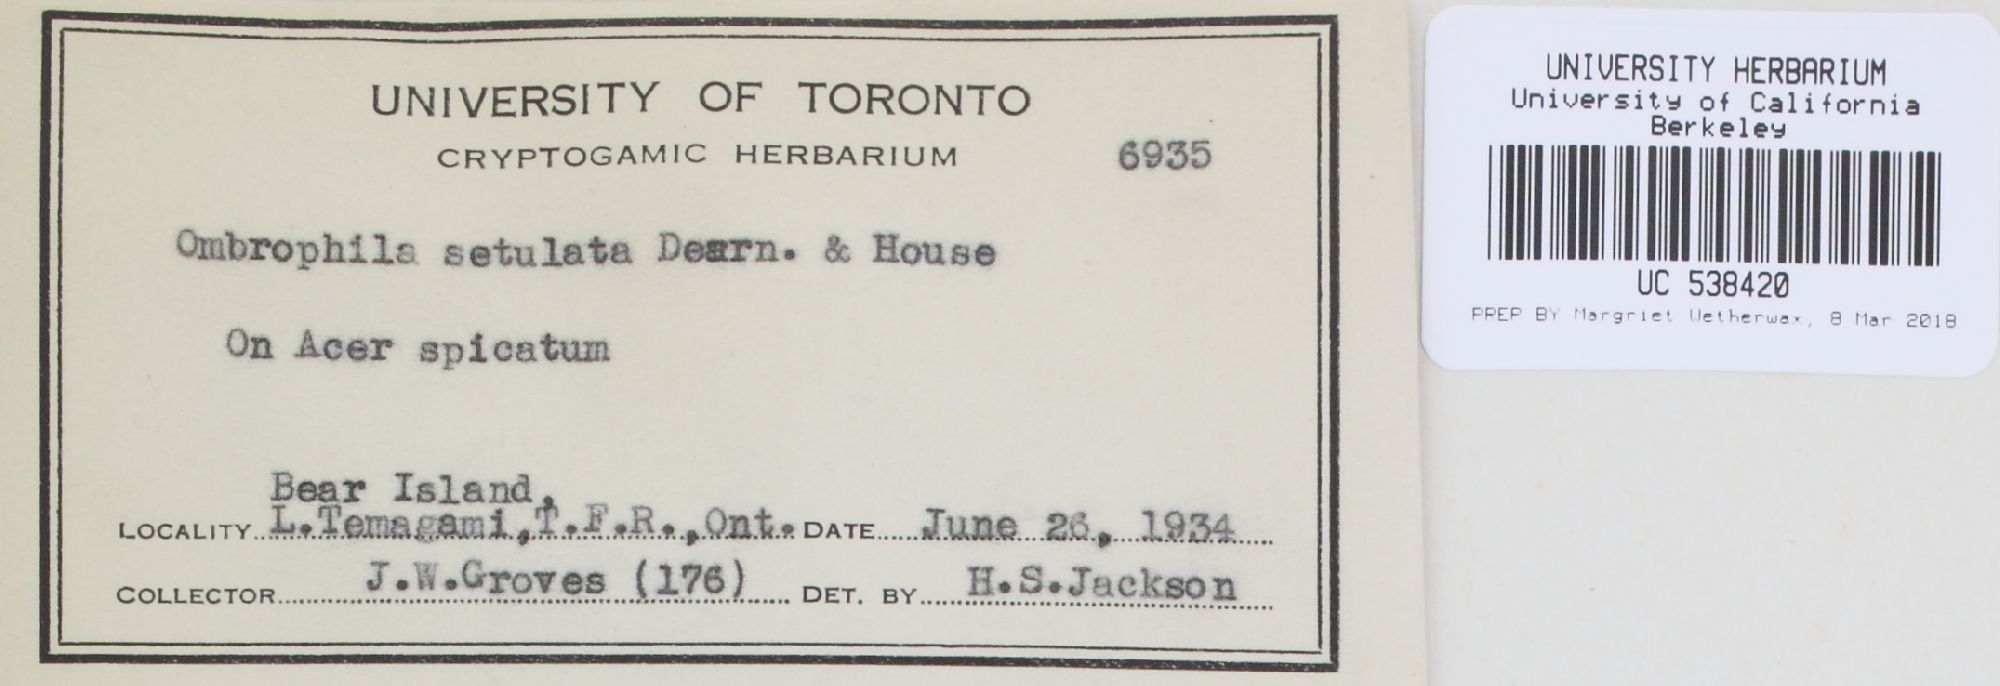 UNIVERSITY OF TORONTO
CRYPTOGAMIC HERBARIUM 6935
Ombrophila setulata Dearn. & House
On Acer spicatum
Bear Island,
LOCALITY L.Temagami,T.F.R.,Ont. DATE June 26, 1934
COLLECTOR J.W.Groves (176) DET. BY H.S.Jackson
UNIVERSITY HERBARIUM
University of California
Berkeley
UC 538420
PREP BY Margriet Wetherwax, 8 Mar 2018